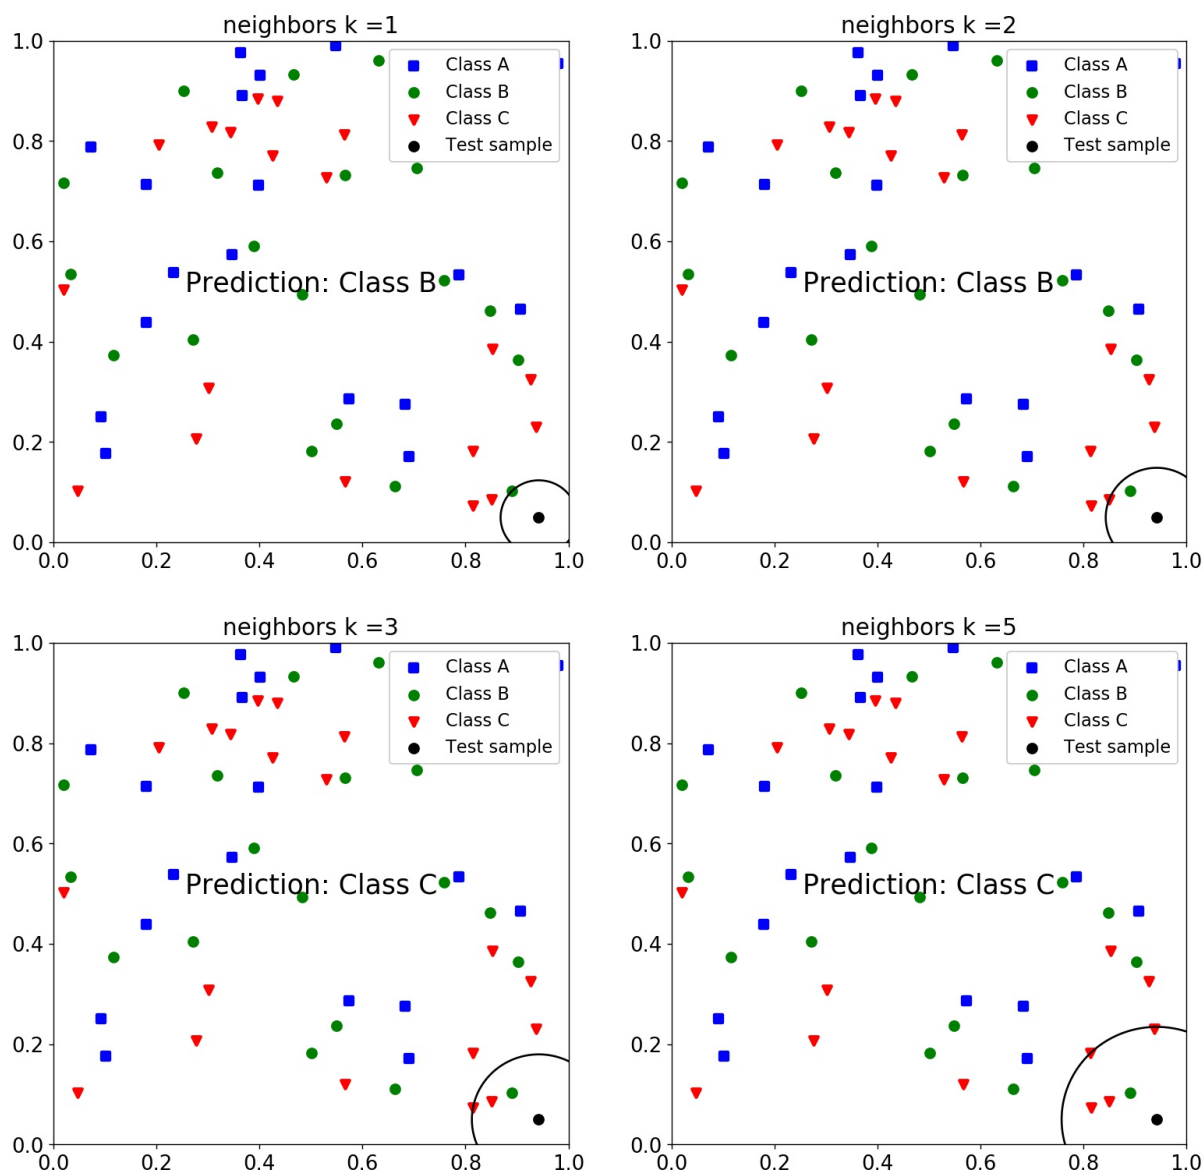 neighbors k =1
1.0
0.8
0.6
0.4
0.2
0.0
0.0 0.2 0.4 0.6 0.8 1.0
Class A
Class B
Class C
Test sample
Prediction: Class B
neighbors k =2
1.0
0.8
0.6
0.4
0.2
0.0
0.0 0.2 0.4 0.6 0.8 1.0
Class A
Class B
Class C
Test sample
Prediction: Class B
neighbors k =3
1.0
0.8
0.6
0.4
0.2
0.0
0.0 0.2 0.4 0.6 0.8 1.0
Class A
Class B
Class C
Test sample
Prediction: Class C
neighbors k =5
1.0
0.8
0.6
0.4
0.2
0.0
0.0 0.2 0.4 0.6 0.8 1.0
Class A
Class B
Class C
Test sample
Prediction: Class C